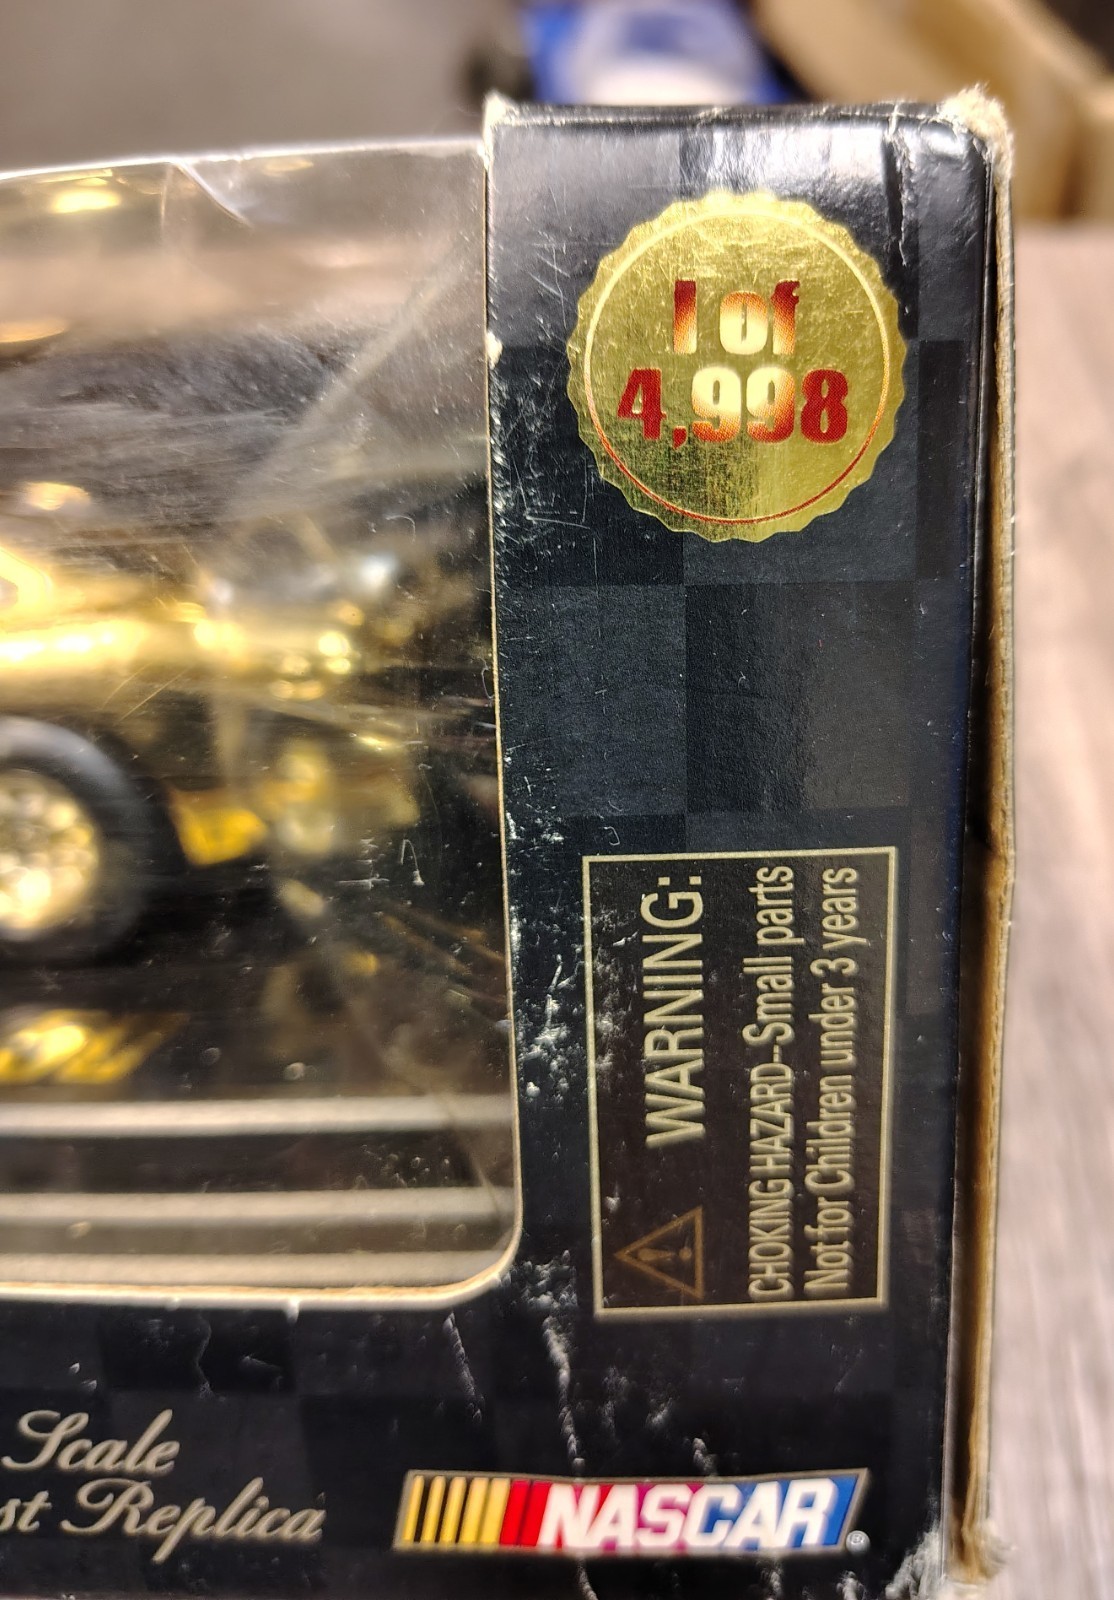 1 of
4,998
WARNING:
CHOKING HAZARD-Small parts
Not for Children under 3 years
Scale
st Replica
NASCAR®